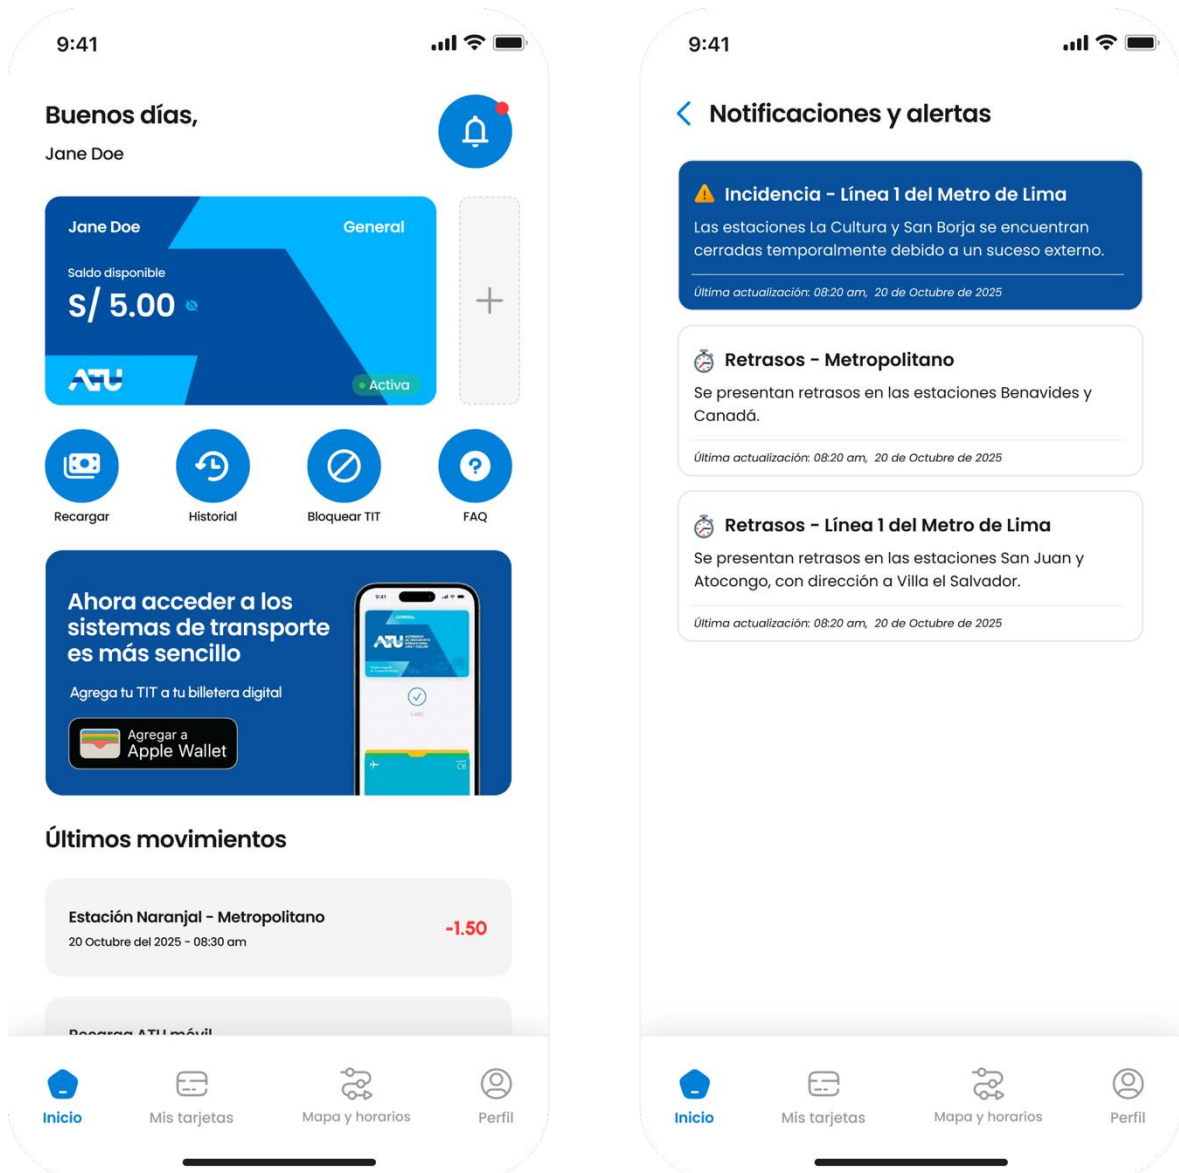 9:41
Buenos días,
Jane Doe
Jane Doe
General
Saldo disponible
S/ 5.00
ATU
Activa
Recargar
Historial
Bloquear TIT
FAQ
Ahora acceder a los
sistemas de transporte
es más sencillo
Agrega tu TIT a tu billetera digital
Agregar a
Apple Wallet
9:41
ATU
Últimos movimientos
Estación Naranjal - Metropolitano
20 Octubre del 2025 - 08:30 am
-1.50
Recarga ATU móvil
Inicio
Mis tarjetas
Mapa y horarios
Perfil
9:41
Notificaciones y alertas
Incidencia - Línea 1 del Metro de Lima
Las estaciones La Cultura y San Borja se encuentran
cerradas temporalmente debido a un suceso externo.
Última actualización: 08:20 am, 20 de Octubre de 2025
Retrasos - Metropolitano
Se presentan retrasos en las estaciones Benavides y
Canadá.
Última actualización: 08:20 am, 20 de Octubre de 2025
Retrasos - Línea 1 del Metro de Lima
Se presentan retrasos en las estaciones San Juan y
Atocongo, con dirección a Villa el Salvador.
Última actualización: 08:20 am, 20 de Octubre de 2025
Inicio
Mis tarjetas
Mapa y horarios
Perfil